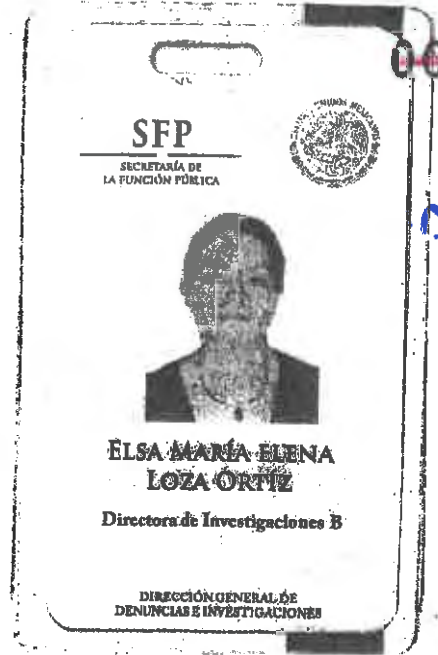 SFP
SECRETARÍA DE
LA FUNCIÓN PÚBLICA
ELSA MARÍA ELENA
LOZA ORTIZ
Directora de Investigaciones B
DIRECCIÓN GENERAL DE
DENUNCIAS E INVESTIGACIONES